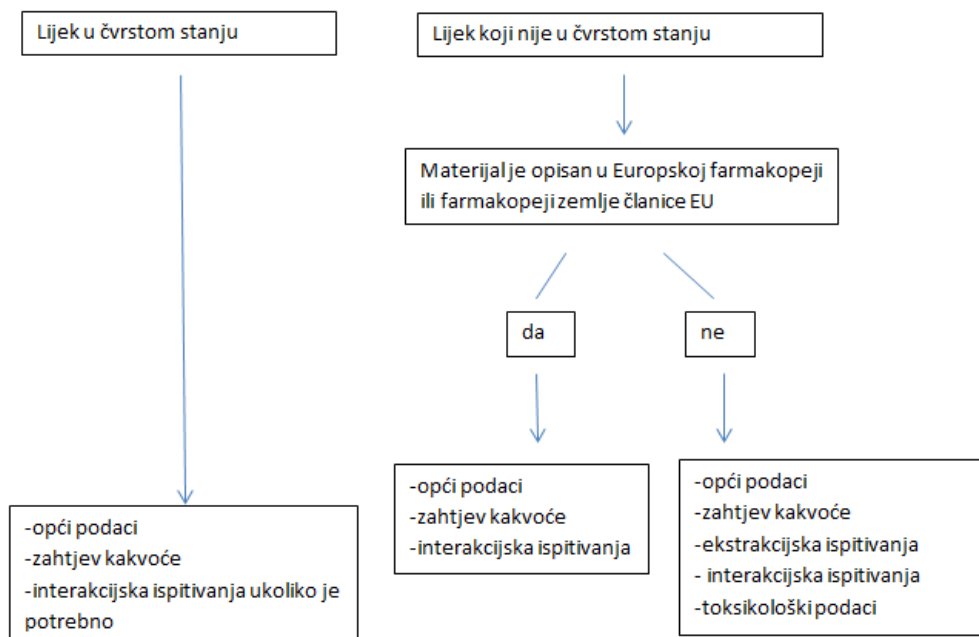 Lijek u čvrstom stanju
Lijek koji nije u čvrstom stanju
Materijal je opisan u Europskoj farmakopeji
ili farmakopeji zemlje članice EU
da
ne
-opći podaci
-zahtjev kakvoće
-interakcijska ispitivanja ukoliko je
potrebno
-opći podaci
-zahtjev kakvoće
-interakcijska ispitivanja
-opći podaci
-zahtjev kakvoće
-ekstrakcijska ispitivanja
- interakcijska ispitivanja
-toksikološki podaci